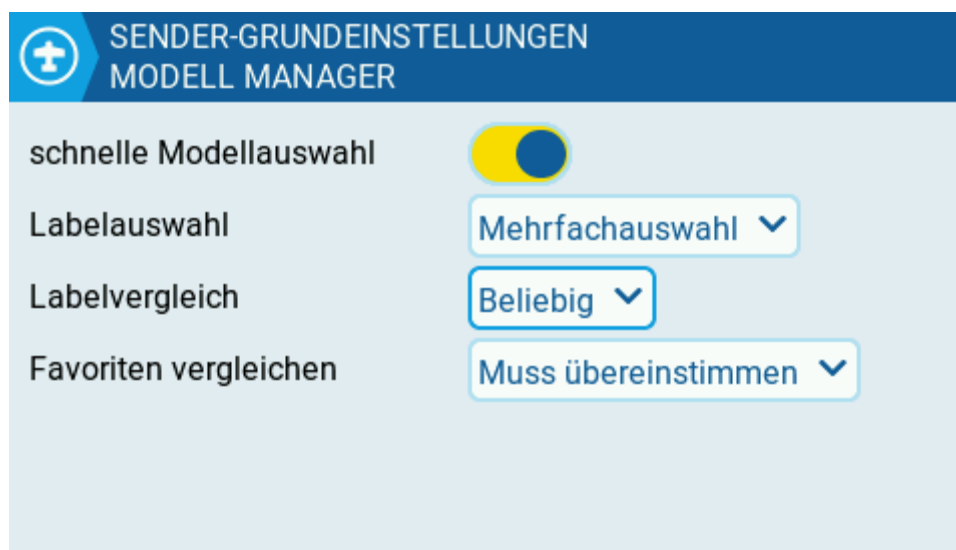 SENDER-GRUNDEINSTELLUNGEN
MODELL MANAGER
schnelle Modellauswahl
Labelauswahl Mehrfachauswahl
Labelvergleich Beliebig
Favoriten vergleichen Muss übereinstimmen